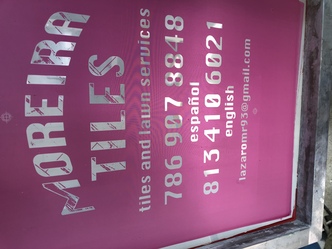 MOREIRA
TILES
tiles and lawn services
786 907 8848
español
813 410 6021
english
lazaromr93@gmail.com